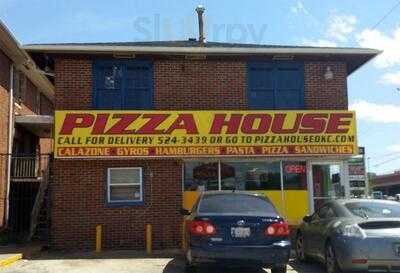 Slurrpy
PIZZA HOUSE
CALL FOR DELIVERY 524-3439 OR GO TO PIZZAHOUSEOKC.COM
CALAZONE GYROS HAMBURGERS PASTA PIZZA SANDWICHES
OPEN